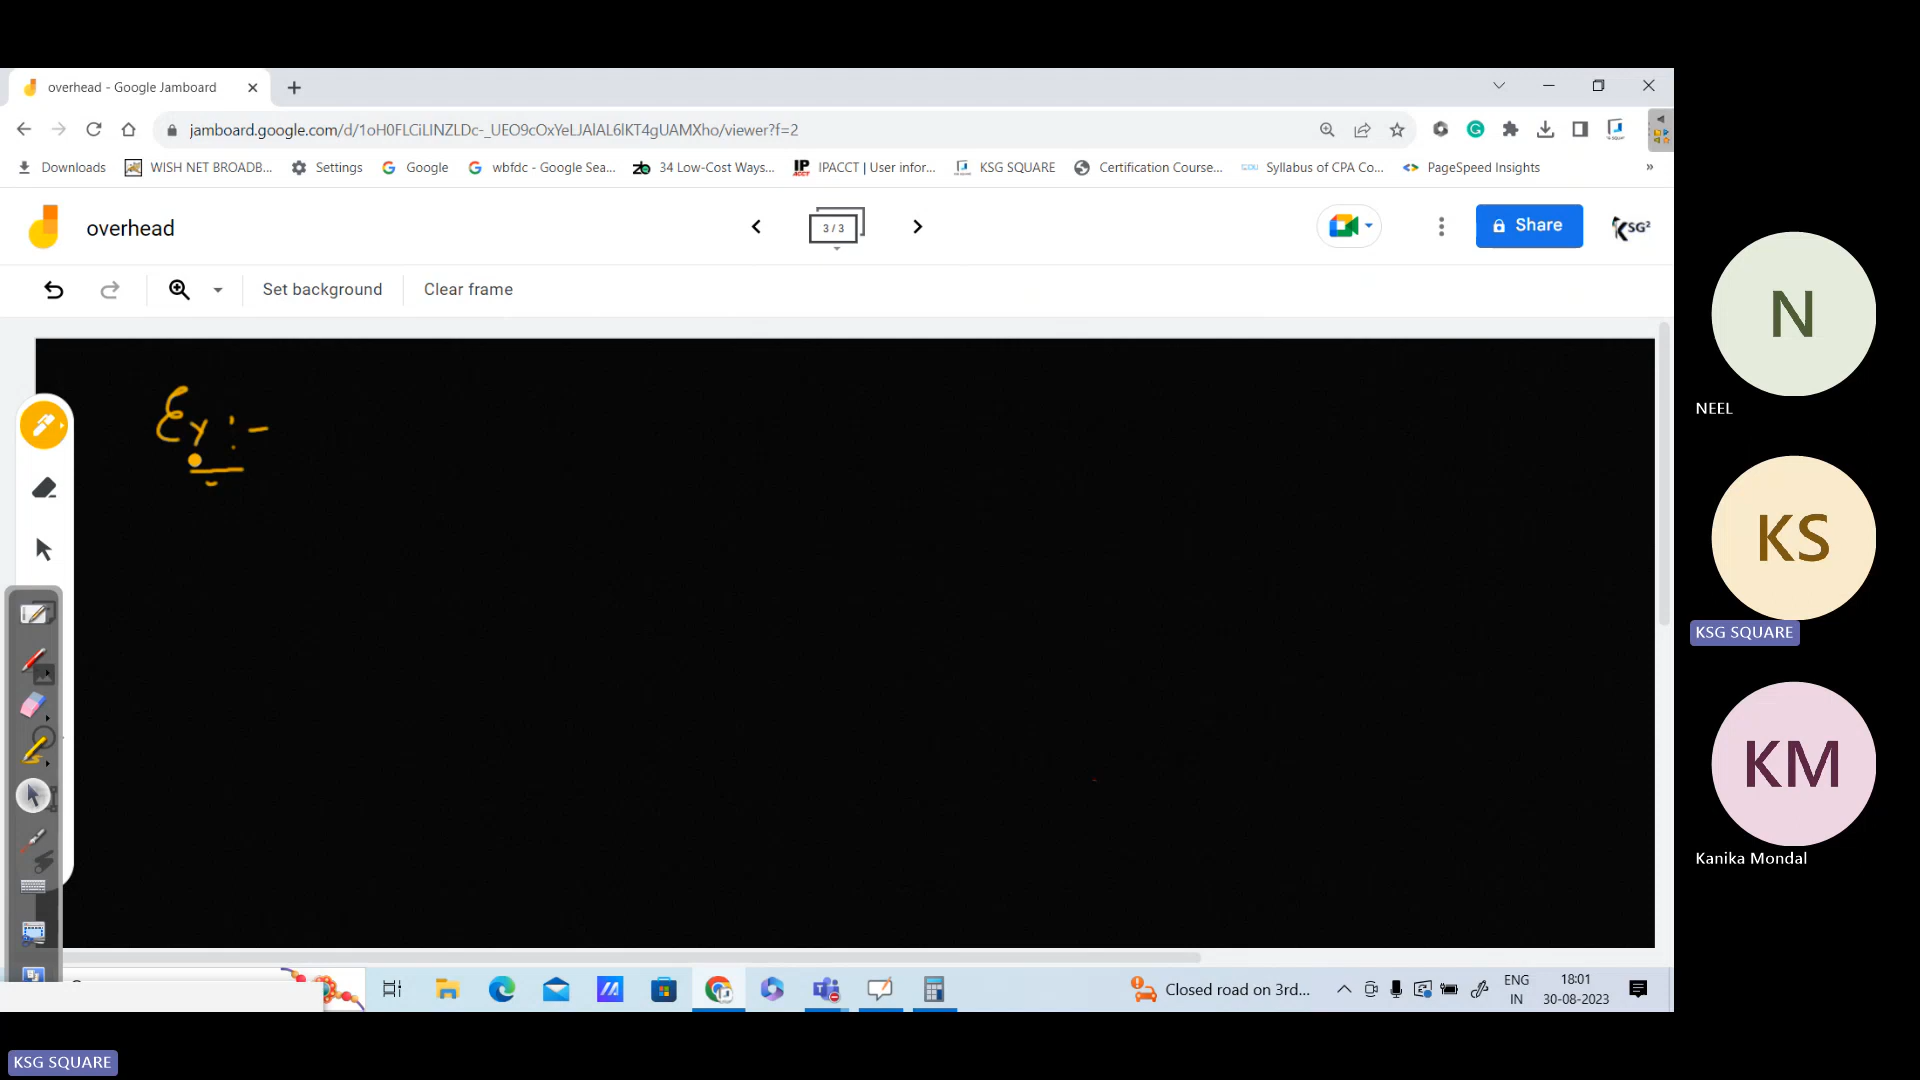 overhead - Google Jamboard
jamboard.google.com/d/1oH0FLCiLINZLDc-_UEO9cOxYeLJAlAL6lKT4gUAMXho/viewer?f=2
Downloads WISH NET BROADB... Settings Google wbfdc - Google Sea... 34 Low-Cost Ways... IPACCT | User infor... KSG SQUARE Certification Course... Syllabus of CPA Co... PageSpeed Insights »
overhead 3 / 3 Share KSG²
Set background Clear frame
Ex :-
N
NEEL
KS
KSG SQUARE
KM
Kanika Mondal
Closed road on 3rd... ENG 18:01
IN 30-08-2023
KSG SQUARE